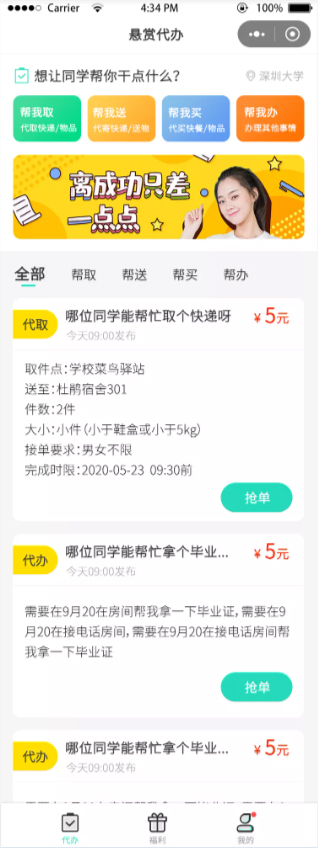 Carrier
4:34 PM
100%
悬赏代办
想让同学帮你干点什么？
深圳大学
帮我取
代取快递/物品
帮我送
代寄快递/送物
帮我买
代买快餐/物品
帮我办
办理其他事情
离成功只差
一点点
全部
帮取
帮送
帮买
帮办
代取
哪位同学能帮忙取个快递呀
¥5元
今天09:00发布
取件点：学校菜鸟驿站
送至：杜鹃宿舍301
件数：2件
大小：小件（小于鞋盒或小于5kg）
接单要求：男女不限
完成时限：2020-05-23 09:30前
抢单
代办
哪位同学能帮忙拿个毕业...
¥5元
今天09:00发布
需要在9月20在房间帮我拿一下毕业证，需要在9
月20在接电话房间，需要在9月20在房间帮
我拿一下毕业证
抢单
代办
哪位同学能帮忙拿个毕业...
¥5元
今天09:00发布
代办
福利
我的